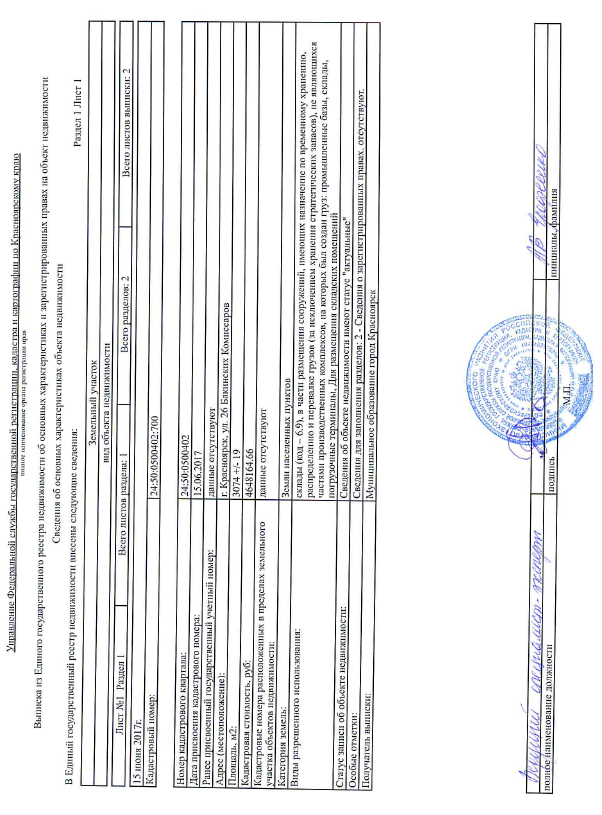 Управление Федеральной службы государственной регистрации, кадастра и картографии по Красноярскому краю
полное наименование органа регистрации прав
Выписка из Единого государственного реестра недвижимости об основных характеристиках и зарегистрированных правах на объект недвижимости
Сведения об основных характеристиках объекта недвижимости
Раздел 1 Лист 1
В Единый государственный реестр недвижимости внесены следующие сведения:
Земельный участок
вид объекта недвижимости
Лист №1 Раздел 1 Всего листов раздела: 1 Всего разделов: 2 Всего листов выписки: 2
15 июня 2017г.
Кадастровый номер: 24:50:0500402:700
Номер кадастрового квартала: 24:50:0500402
Дата присвоения кадастрового номера: 15.06.2017
Ранее присвоенный государственный учетный номер: данные отсутствуют
Адрес (местоположение): г. Красноярск, ул. 26 Бакинских Комиссаров
Площадь, м2: 3074 +/- 19
Кадастровая стоимость, руб: 4648164.66
Кадастровые номера расположенных в пределах земельного данные отсутствуют
участка объектов недвижимости:
Категория земель: Земли населенных пунктов
Виды разрешенного использования: склады (код – 6.9), в части размещения сооружений, имеющих назначение по временному хранению,
распределению и перевалке грузов (за исключением хранения стратегических запасов), не являющихся
частями производственных комплексов, на которых был создан груз: промышленные базы, склады,
погрузочные терминалы, Для размещения складских помещений
Статус записи об объекте недвижимости: Сведения об объекте недвижимости имеют статус "актуальные"
Особые отметки: Сведения для заполнения разделов: 2 - Сведения о зарегистрированных правах, отсутствуют.
Получатель выписки: Муниципальное образование город Красноярск
специалист-эксперт
полное наименование должности подпись инициалы, фамилия
М.П.